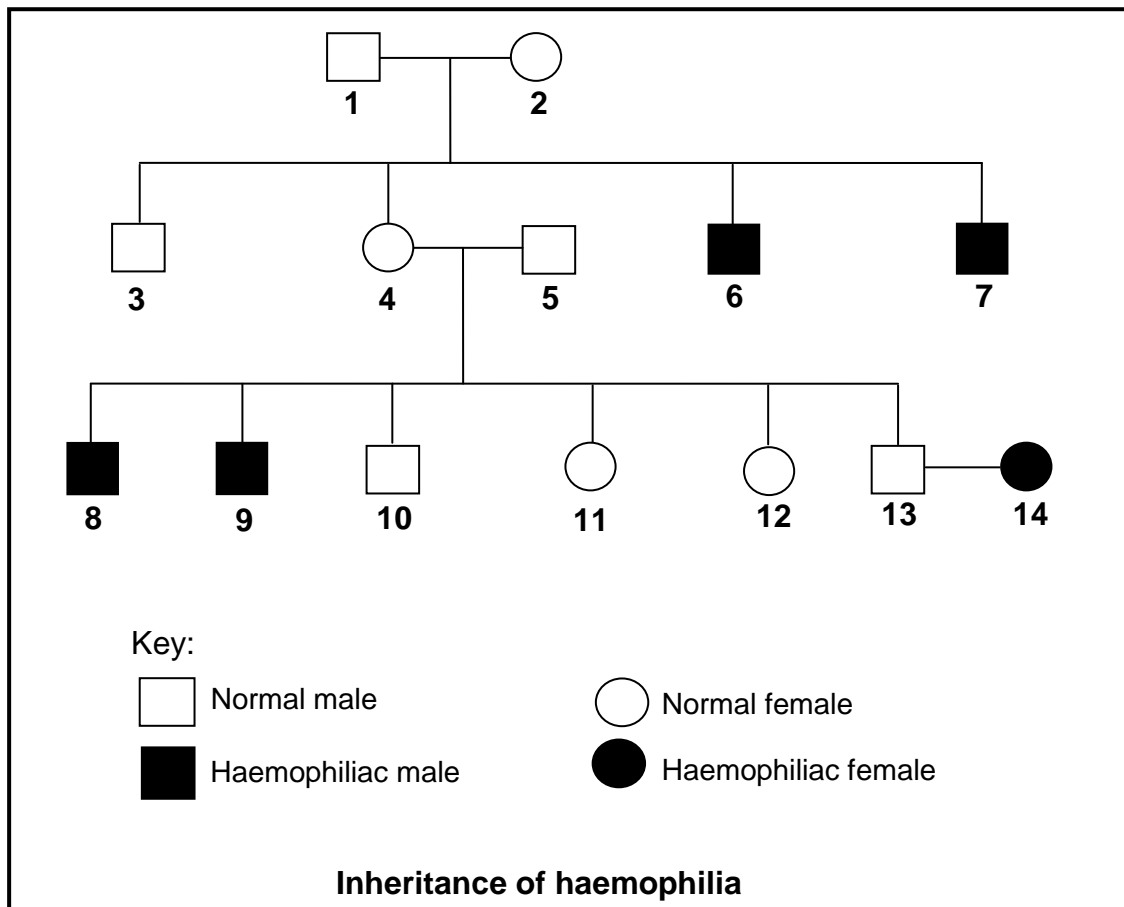 1 2
3 4 5 6 7
8 9 10 11 12 13 14
Key:
Normal male Normal female
Haemophiliac male Haemophiliac female
Inheritance of haemophilia